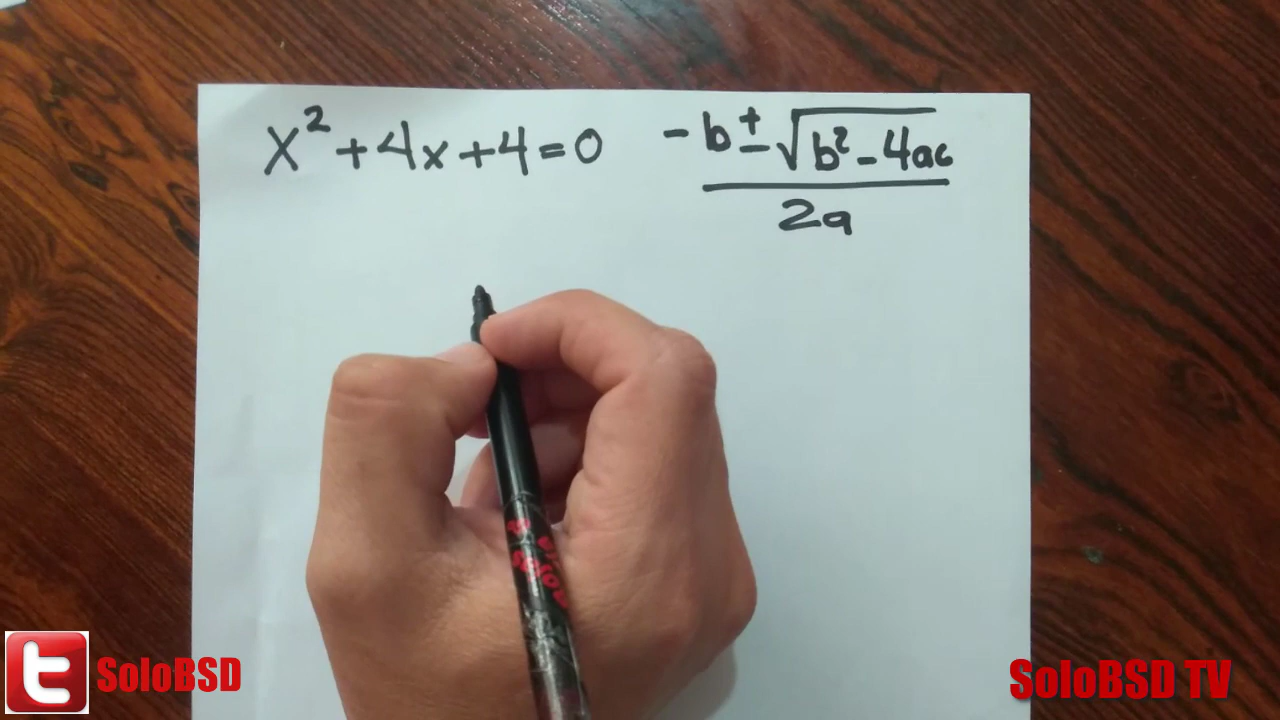 x² + 4x + 4 = 0
-b ± √(b² - 4ac)
2a
t SoloBSD
SoloBSD TV